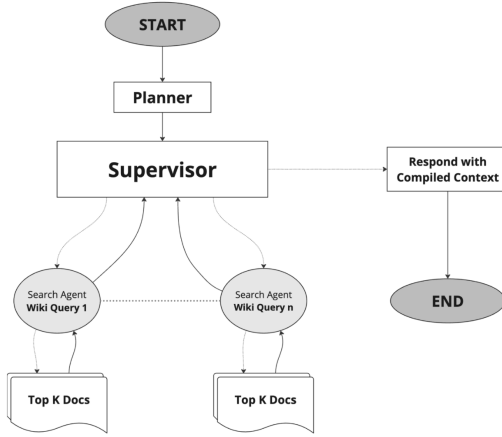 START
Planner
Supervisor
Respond with
Compiled Context
Search Agent
Wiki Query 1
Search Agent
Wiki Query n
END
Top K Docs
Top K Docs